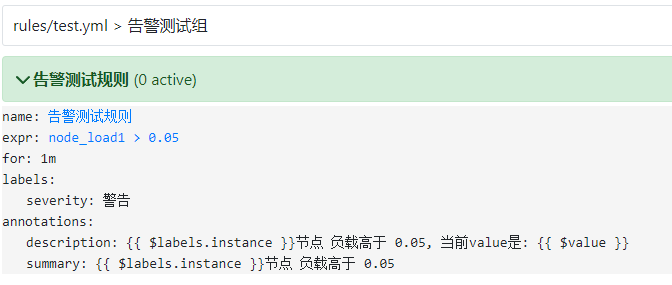 rules/test.yml > 告警测试组
告警测试规则 (0 active)
name: 告警测试规则
expr: node_load1 > 0.05
for: 1m
labels:
severity: 警告
annotations:
description: {{ $labels.instance }}节点 负载高于 0.05, 当前value是: {{ $value }}
summary: {{ $labels.instance }}节点 负载高于 0.05